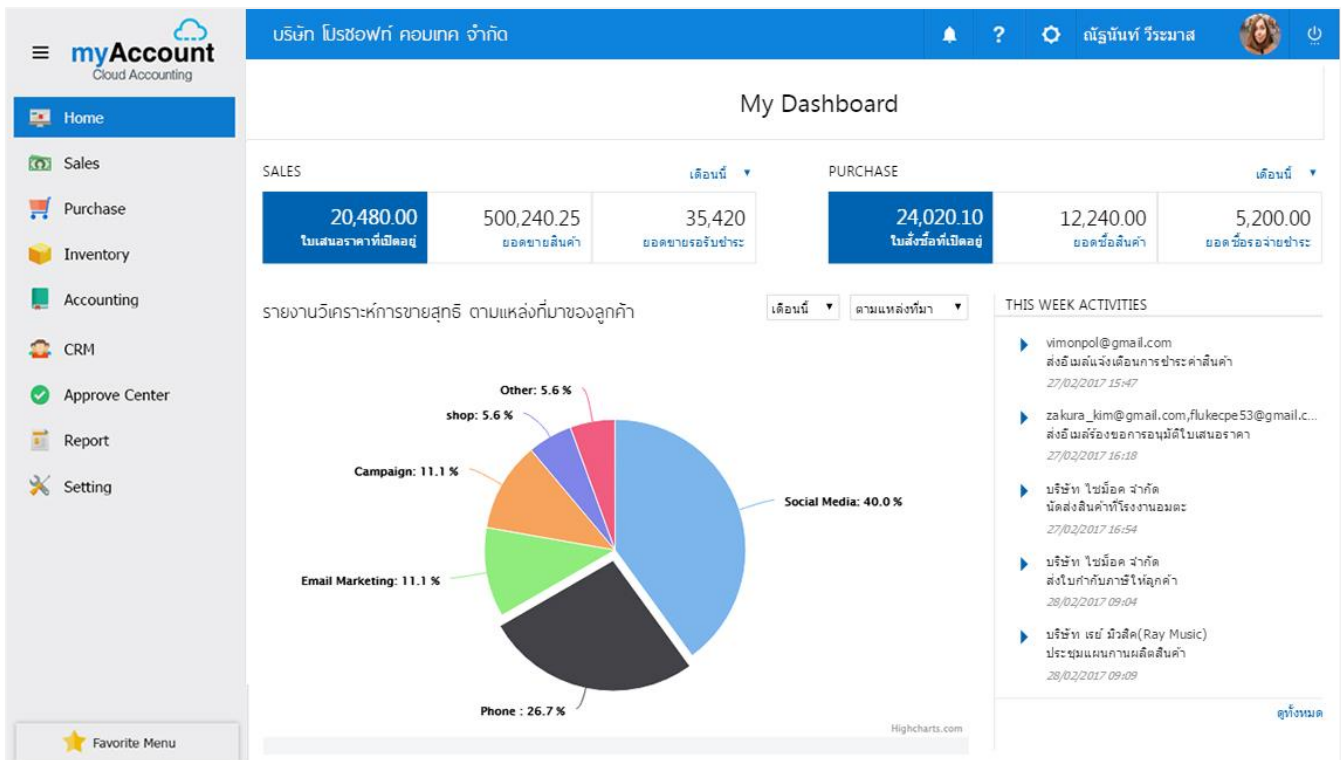 myAccount
Cloud Accounting
บริษัท โปรซอฟท์ คอมเทค จำกัด
?
ณัฐนันท์ วีระมาส
Home
Sales
Purchase
Inventory
Accounting
CRM
Approve Center
Report
Setting
Favorite Menu
My Dashboard
SALES
เดือนนี้
20,480.00
ใบเสนอราคาที่เปิดอยู่
500,240.25
ยอดขายสินค้า
35,420
ยอดขายรอรับชำระ
PURCHASE
เดือนนี้
24,020.10
ใบสั่งซื้อที่เปิดอยู่
12,240.00
ยอดซื้อสินค้า
5,200.00
ยอดซื้อรอจ่ายชำระ
รายงานวิเคราะห์การขายสุทธิ ตามแหล่งที่มาของลูกค้า
เดือนนี้
ตามแหล่งที่มา
Other: 5.6 %
shop: 5.6 %
Campaign: 11.1 %
Social Media: 40.0 %
Email Marketing: 11.1 %
Phone : 26.7 %
Highcharts.com
THIS WEEK ACTIVITIES
vimonpol@gmail.com
ส่งอีเมล์แจ้งเตือนการชำระค่าสินค้า
27/02/2017 15:47
zakura_kim@gmail.com,flukecpe53@gmail.c...
ส่งอีเมลร้องขอการอนุมัติใบเสนอราคา
27/02/2017 16:18
บริษัท ไซม็อค จำกัด
นัดส่งสินค้าที่โรงงานอมตะ
27/02/2017 16:54
บริษัท ไซม็อค จำกัด
ส่งใบกำกับภาษีให้ลูกค้า
28/02/2017 09:04
บริษัท เรย์ มิวสิค(Ray Music)
ประชุมแผนกานผลิตสินค้า
28/02/2017 09:09
ดูทั้งหมด